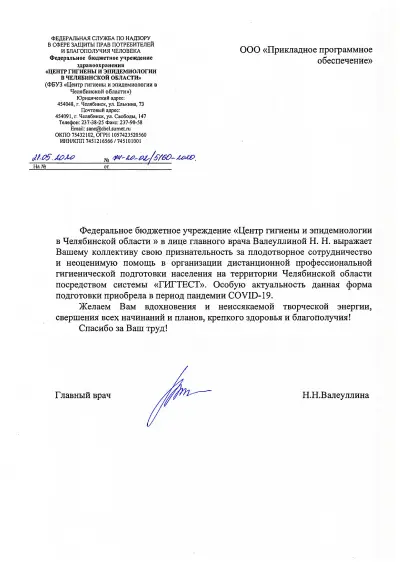 ФЕДЕРАЛЬНАЯ СЛУЖБА ПО НАДЗОРУ
В СФЕРЕ ЗАЩИТЫ ПРАВ ПОТРЕБИТЕЛЕЙ
И БЛАГОПОЛУЧИЯ ЧЕЛОВЕКА
Федеральное бюджетное учреждение
здравоохранения
«ЦЕНТР ГИГИЕНЫ И ЭПИДЕМИОЛОГИИ
В ЧЕЛЯБИНСКОЙ ОБЛАСТИ»
(ФБУЗ «Центр гигиены и эпидемиологии в
Челябинской области»)
Юридический адрес:
454048, г. Челябинск, ул. Елькина, 73
Почтовый адрес:
454091, г. Челябинск, ул. Свободы, 147
Телефон: 237-38-25 Факс: 237-98-58
ОКПО 75432102, ОГРН 1057423520560
ИНН/КПП 7451216566 / 745101001
21.05.2020 № 74-20-02/5160-2020
На № от
ООО «Прикладное программное
обеспечение»
Федеральное бюджетное учреждение «Центр гигиены и эпидемиологии
в Челябинской области » в лице главного врача Валеуллиной Н. Н. выражает
Вашему коллективу свою признательность за плодотворное сотрудничество
и неоценимую помощь в организации дистанционной профессиональной
гигиенической подготовки населения на территории Челябинской области
посредством системы «ГИГТЕСТ». Особую актуальность данная форма
подготовки приобрела в период пандемии COVID-19.
Желаем Вам вдохновения и неиссякаемой творческой энергии,
свершения всех начинаний и планов, крепкого здоровья и благополучия!
Спасибо за Ваш труд!
Главный врач Н.Н.Валеуллина